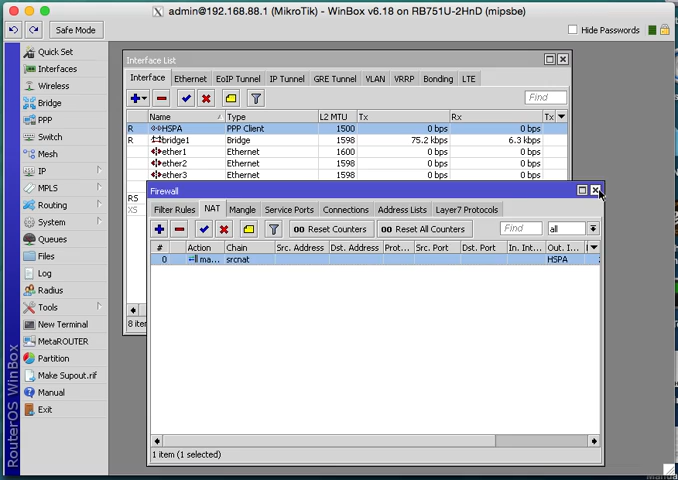 admin@192.168.88.1 (MikroTik) - WinBox v6.18 on RB751U-2HnD (mipsbe)
Safe Mode
Hide Passwords
Quick Set
Interfaces
Wireless
Bridge
PPP
Switch
Mesh
IP
MPLS
Routing
System
Queues
Files
Log
Radius
Tools
New Terminal
MetaROUTER
Partition
Make Supout.rif
Manual
Exit
RouterOS WinBox
Interface List
Interface Ethernet EoIP Tunnel IP Tunnel GRE Tunnel VLAN VRRP Bonding LTE
Find
Name Type L2 MTU Tx Rx Tx
R HSPA PPP Client 1500 0 bps 0 bps
R bridge1 Bridge 1598 75.2 kbps 6.3 kbps
ether1 Ethernet 1600 0 bps 0 bps
ether2 Ethernet 1598 0 bps 0 bps
ether3 Ethernet 1598 0 bps 0 bps
RS
XS
8 iter
Firewall
Filter Rules NAT Mangle Service Ports Connections Address Lists Layer7 Protocols
00 Reset Counters 00 Reset All Counters Find all
# Action Chain Src. Address Dst. Address Prot... Src. Port Dst. Port In. Int... Out. I...
0 ma... srcnat HSPA
1 item (1 selected)